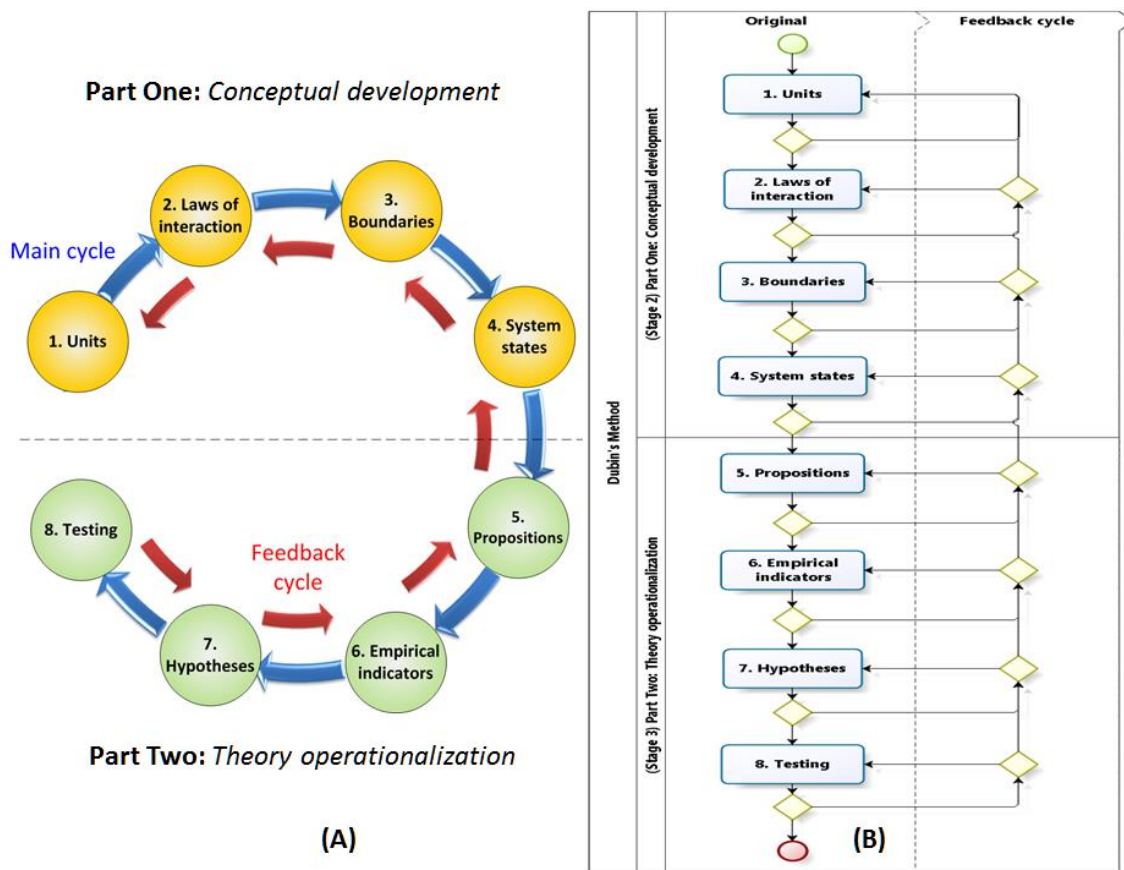 Part One: Conceptual development
2. Laws of
interaction
3.
Boundaries
Main cycle
1. Units
4. System
states
8. Testing
Feedback
cycle
5.
Propositions
7.
Hypotheses
6. Empirical
indicators
Part Two: Theory operationalization
(A)
Original
Feedback cycle
Dubin's Method
(Stage 2) Part One: Conceptual development
1. Units
2. Laws of
interaction
3. Boundaries
4. System states
(Stage 3) Part Two: Theory operationalization
5. Propositions
6. Empirical
indicators
7. Hypotheses
8. Testing
(B)